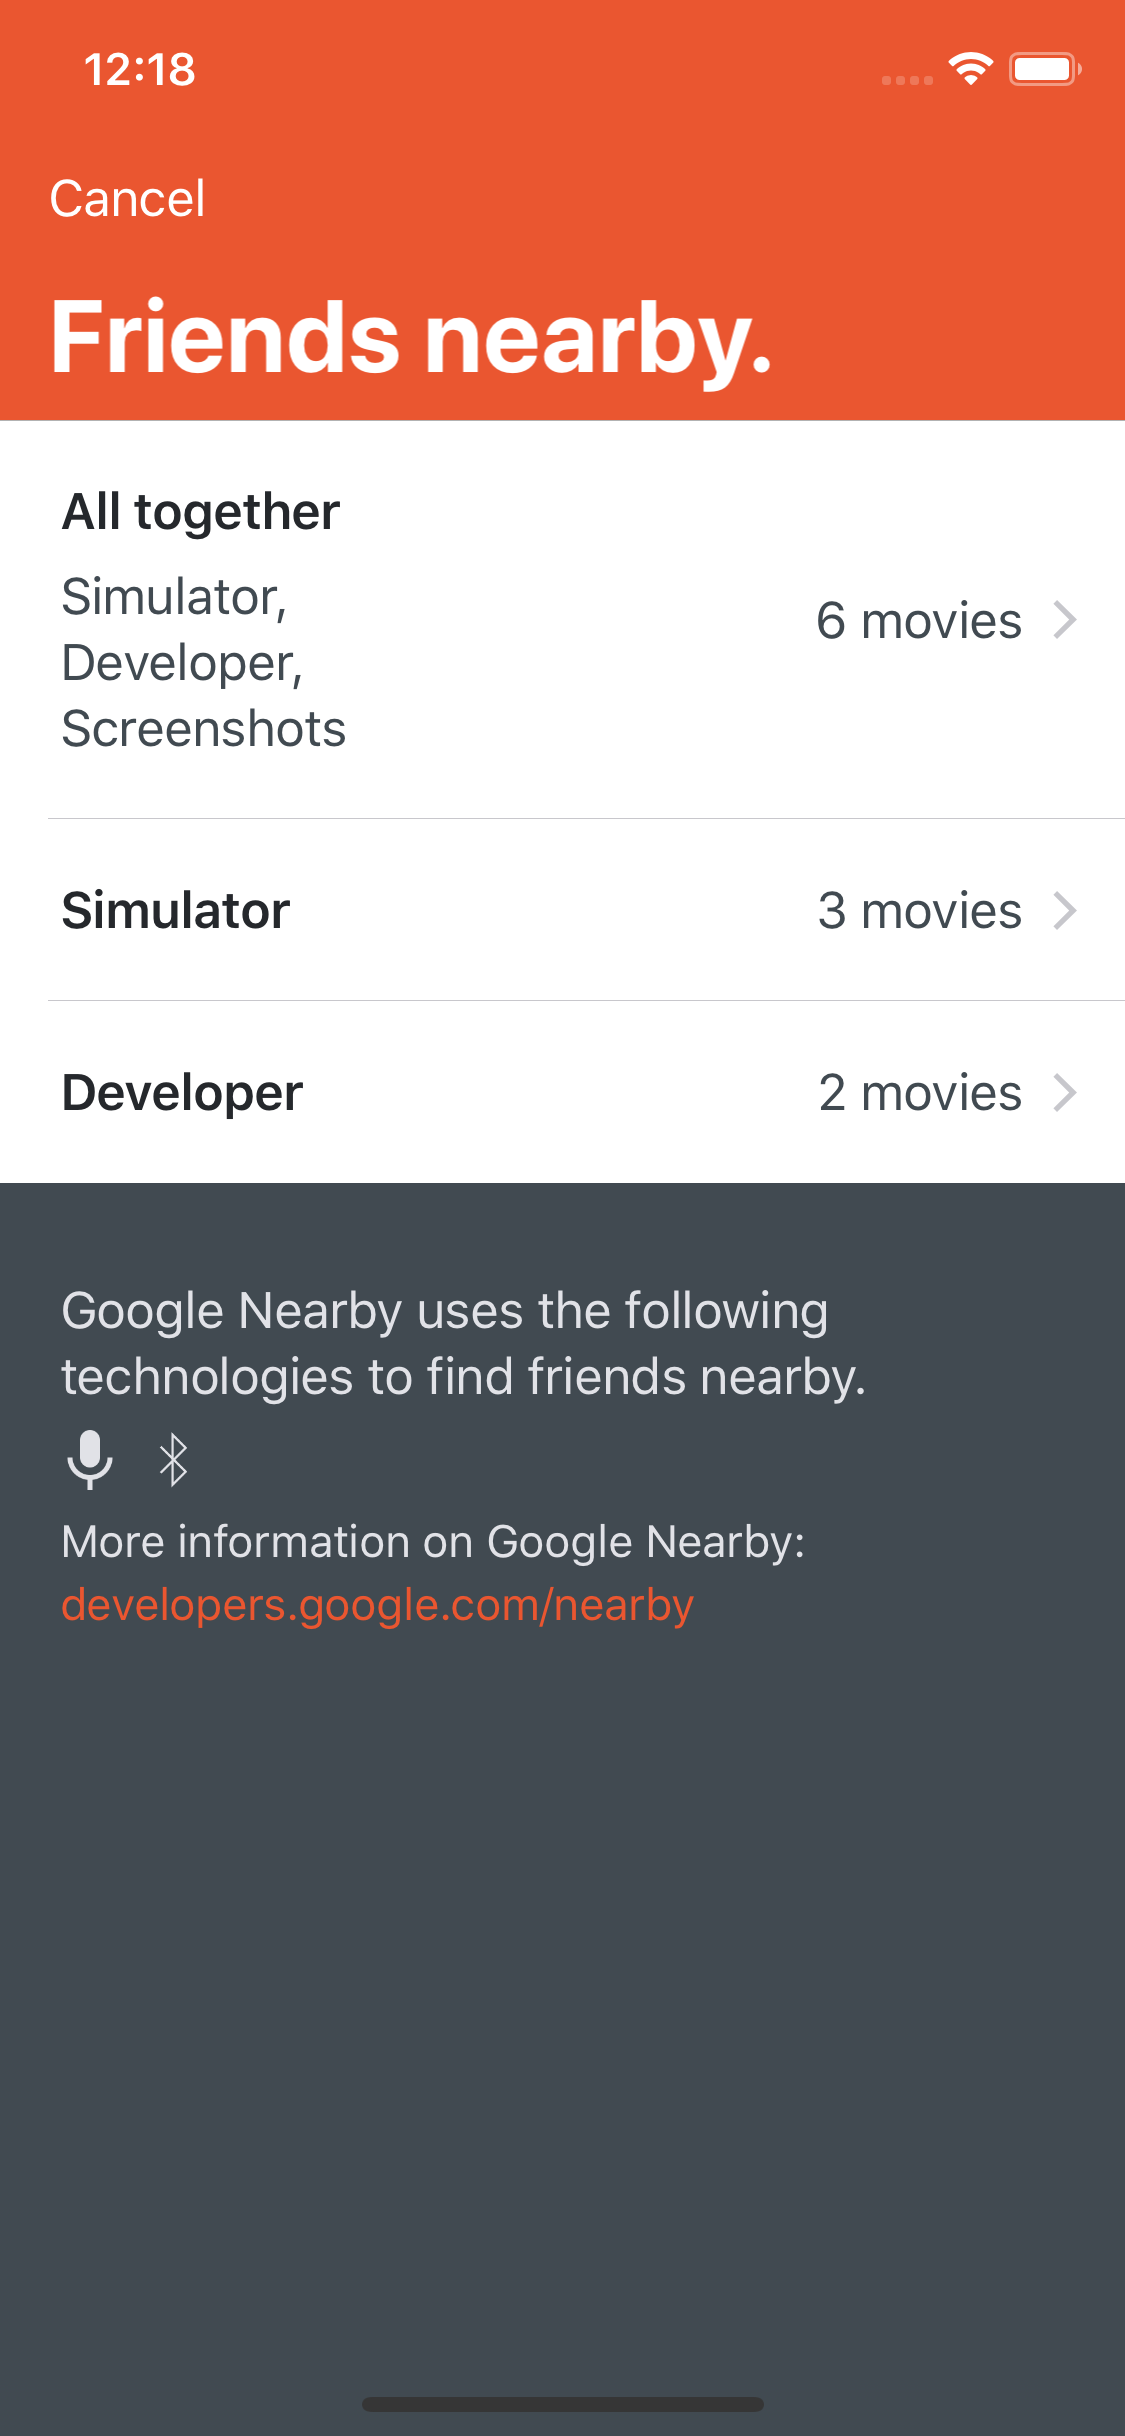 12:18
Cancel
Friends nearby.
All together
Simulator,
Developer,
Screenshots
6 movies
Simulator
3 movies
Developer
2 movies
Google Nearby uses the following
technologies to find friends nearby.
More information on Google Nearby:
developers.google.com/nearby